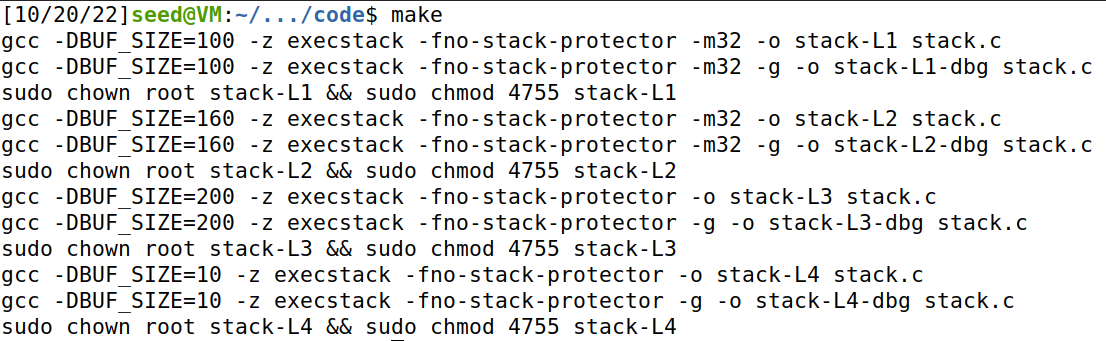 [10/20/22]seed@VM:~/.../code$ make
gcc -DBUF_SIZE=100 -z execstack -fno-stack-protector -m32 -o stack-L1 stack.c
gcc -DBUF_SIZE=100 -z execstack -fno-stack-protector -m32 -g -o stack-L1-dbg stack.c
sudo chown root stack-L1 && sudo chmod 4755 stack-L1
gcc -DBUF_SIZE=160 -z execstack -fno-stack-protector -m32 -o stack-L2 stack.c
gcc -DBUF_SIZE=160 -z execstack -fno-stack-protector -m32 -g -o stack-L2-dbg stack.c
sudo chown root stack-L2 && sudo chmod 4755 stack-L2
gcc -DBUF_SIZE=200 -z execstack -fno-stack-protector -o stack-L3 stack.c
gcc -DBUF_SIZE=200 -z execstack -fno-stack-protector -g -o stack-L3-dbg stack.c
sudo chown root stack-L3 && sudo chmod 4755 stack-L3
gcc -DBUF_SIZE=10 -z execstack -fno-stack-protector -o stack-L4 stack.c
gcc -DBUF_SIZE=10 -z execstack -fno-stack-protector -g -o stack-L4-dbg stack.c
sudo chown root stack-L4 && sudo chmod 4755 stack-L4